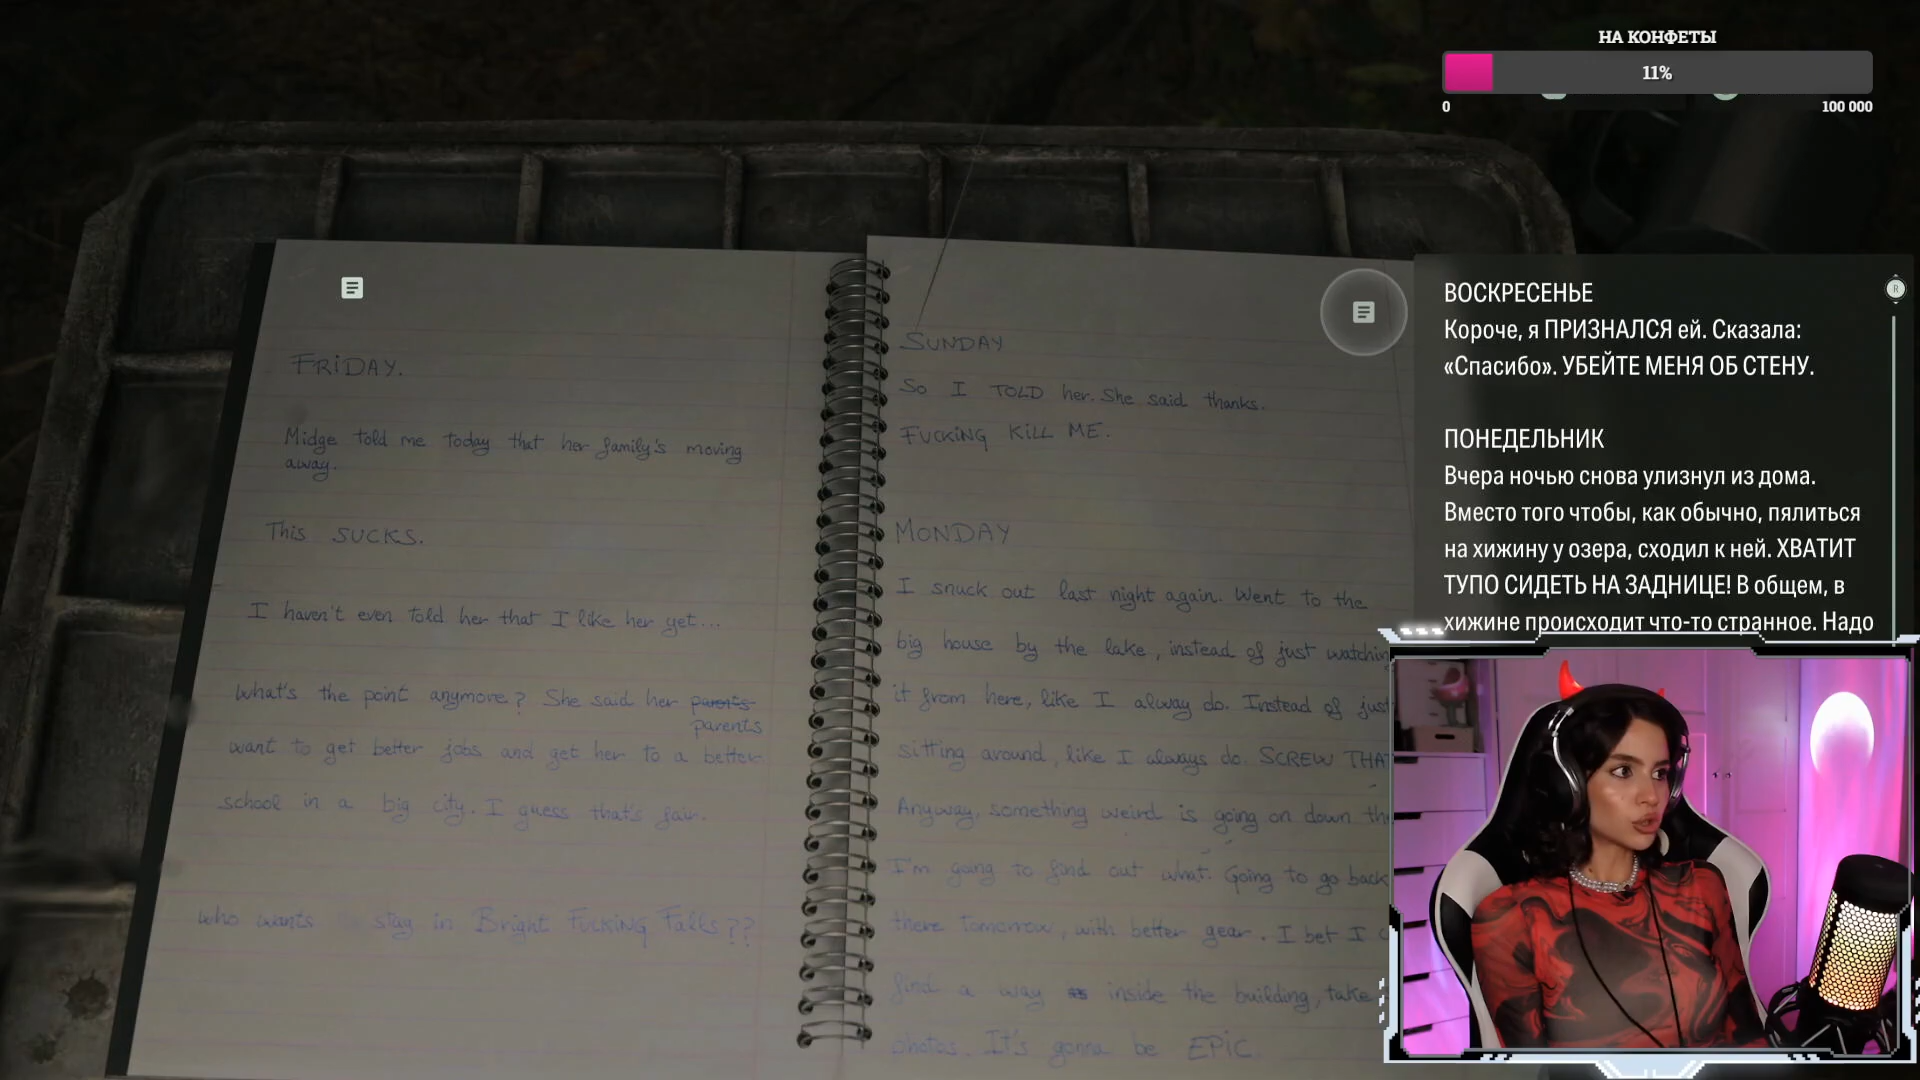 НА КОНФЕТЫ
11%
0
100 000
FRIDAY.
Midge told me today that her family's moving
away.
This SUCKS.
I haven't even told her that I like her yet...
what's the point anymore? She said her parents
parents
want to get better jobs and get her to a better
school in a big city. I guess that's fair.
who wants stay in Bright FUCKING Falls??
SUNDAY
So I TOLD her. She said thanks.
FUCKING KILL ME.
MONDAY
I snuck out last night again. Went to the
big house by the lake, instead of just watching
it from here, like I alway do. Instead of just
sitting around, like I always do. SCREW THA
Anyway, something weird is going on down th
I'm going to find out what. Going to go back
there tomorrow, with better gear. I bet I
find a way inside the building, take
photos. It's gonna be EPIC.
ВОСКРЕСЕНЬЕ
R
Короче, я ПРИЗНАЛСЯ ей. Сказала:
«Спасибо». УБЕЙТЕ МЕНЯ ОБ СТЕНУ.
ПОНЕДЕЛЬНИК
Вчера ночью снова улизнул из дома.
Вместо того чтобы, как обычно, пялиться
на хижину у озера, сходил к ней. ХВАТИТ
ТУПО СИДЕТЬ НА ЗАДНИЦЕ! В общем, в
хижине происходит что-то странное. Надо